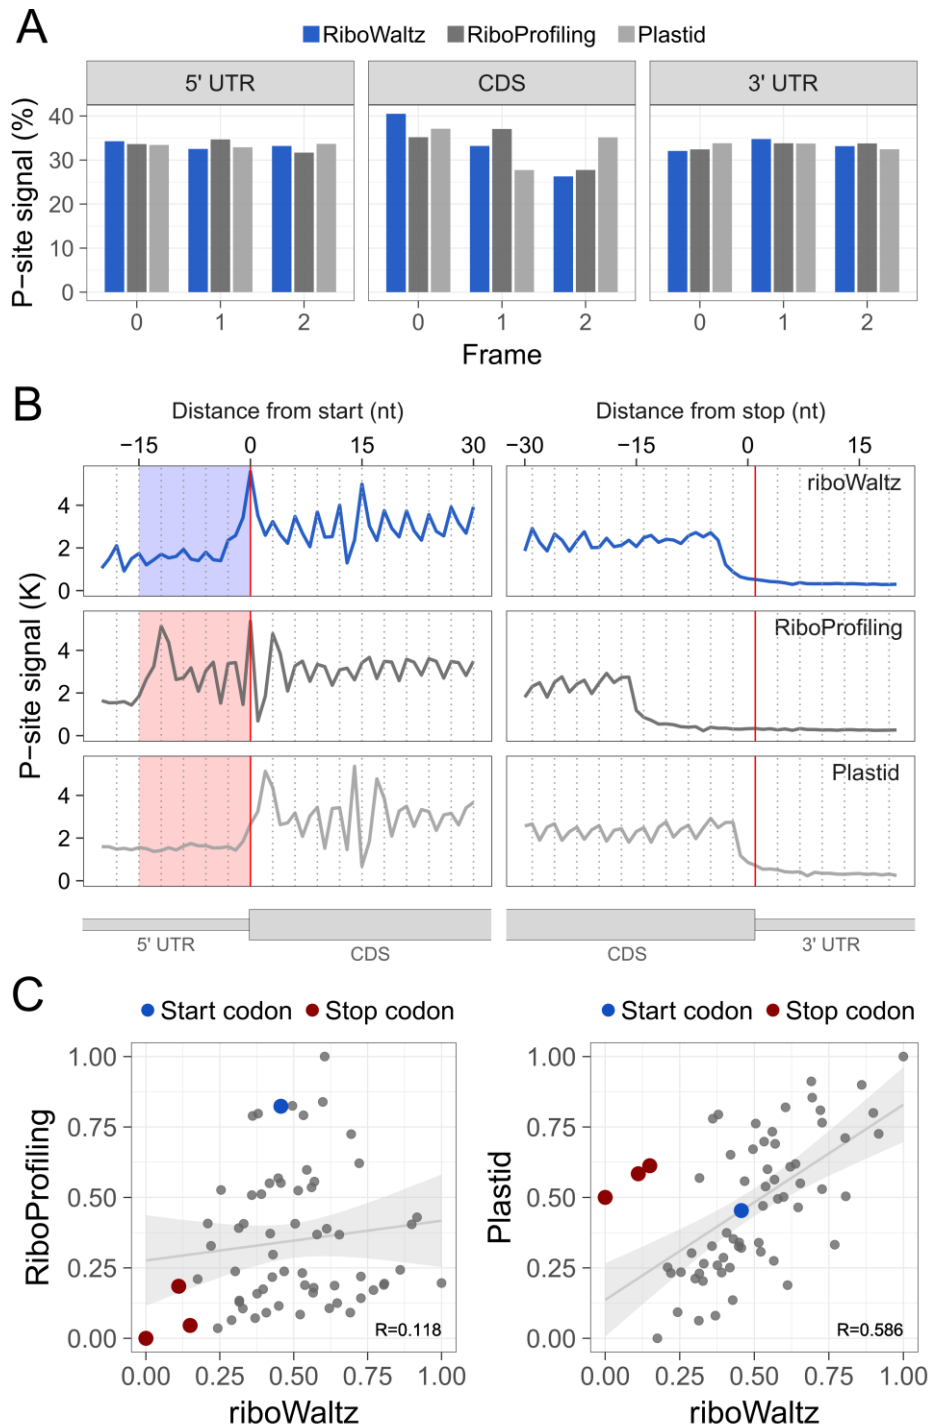 A
RiboWaltz RiboProfiling Plastid
5' UTR CDS 3' UTR
P−site signal (%)
40
30
20
10
0
0 1 2 0 1 2 0 1 2
Frame
B
Distance from start (nt) Distance from stop (nt)
−15 0 15 30 −30 −15 0 15
P−site signal (K)
riboWaltz
4
2
0
RiboProfiling
4
2
0
Plastid
4
2
0
5' UTR CDS CDS 3' UTR
C
Start codon Stop codon Start codon Stop codon
RiboProfiling
1.00
0.75
0.50
0.25
0.00
R=0.118
0.00 0.25 0.50 0.75 1.00
riboWaltz
Plastid
1.00
0.75
0.50
0.25
0.00
R=0.586
0.00 0.25 0.50 0.75 1.00
riboWaltz